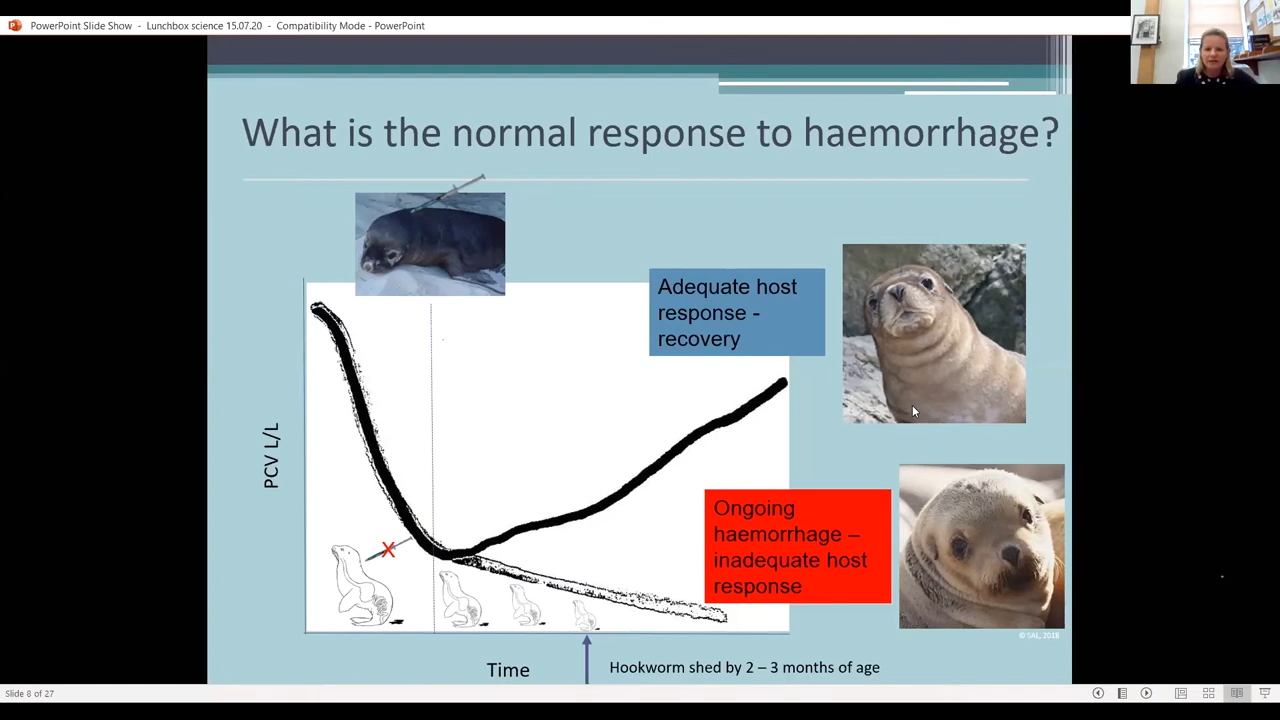 PowerPoint Slide Show - Lunchbox science 15.07.20 - Compatibility Mode - PowerPoint
What is the normal response to haemorrhage?
Adequate host
response -
recovery
PCV L/L
Ongoing
haemorrhage –
inadequate host
response
© SAL, 2018
Time
Hookworm shed by 2 – 3 months of age
Slide 8 of 27